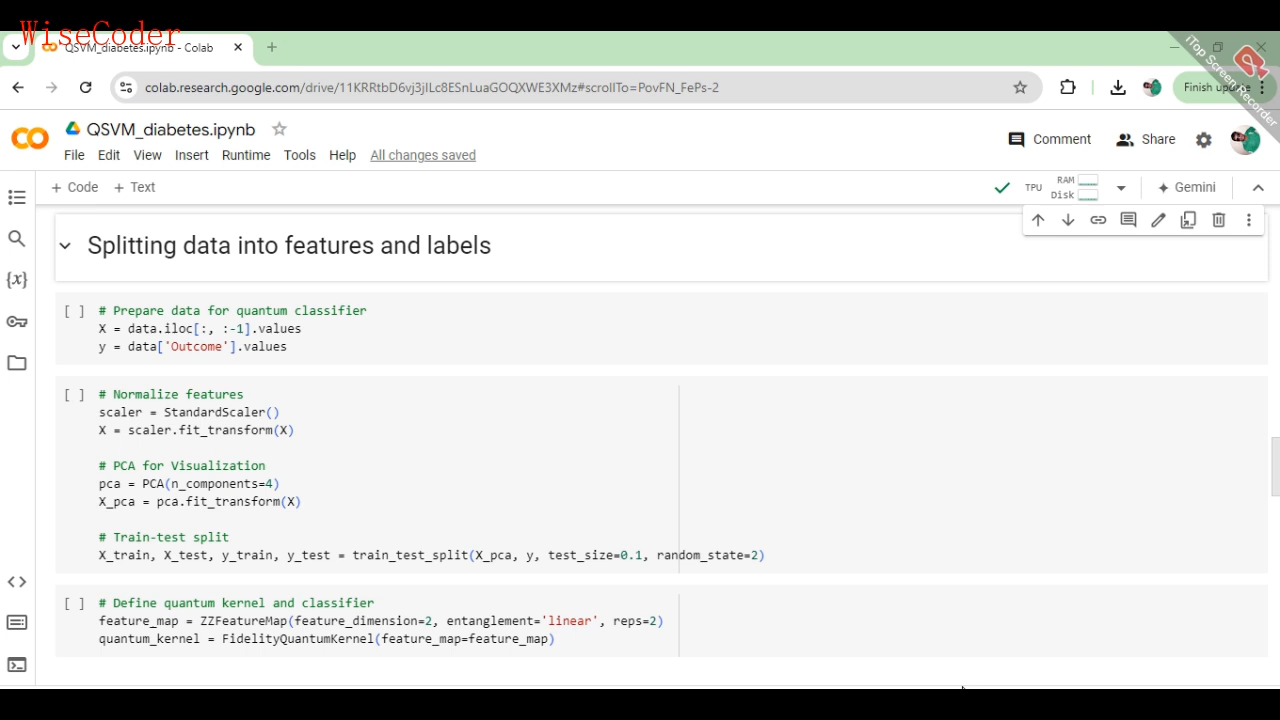 WiseCoder
QSVM_diabetes.ipynb - Colab
iTop Screen Recorder
colab.research.google.com/drive/11KRRtbD6vj3jILc8ESnLuaGOQXWE3XMz#scrollTo=PovFN_FePs-2
Finish update
QSVM_diabetes.ipynb
File Edit View Insert Runtime Tools Help All changes saved
Comment Share
+ Code + Text
TPU RAM Disk Gemini
Splitting data into features and labels
[ ] # Prepare data for quantum classifier
X = data.iloc[:, :-1].values
y = data['Outcome'].values
[ ] # Normalize features
scaler = StandardScaler()
X = scaler.fit_transform(X)
# PCA for Visualization
pca = PCA(n_components=4)
X_pca = pca.fit_transform(X)
# Train-test split
X_train, X_test, y_train, y_test = train_test_split(X_pca, y, test_size=0.1, random_state=2)
[ ] # Define quantum kernel and classifier
feature_map = ZZFeatureMap(feature_dimension=2, entanglement='linear', reps=2)
quantum_kernel = FidelityQuantumKernel(feature_map=feature_map)